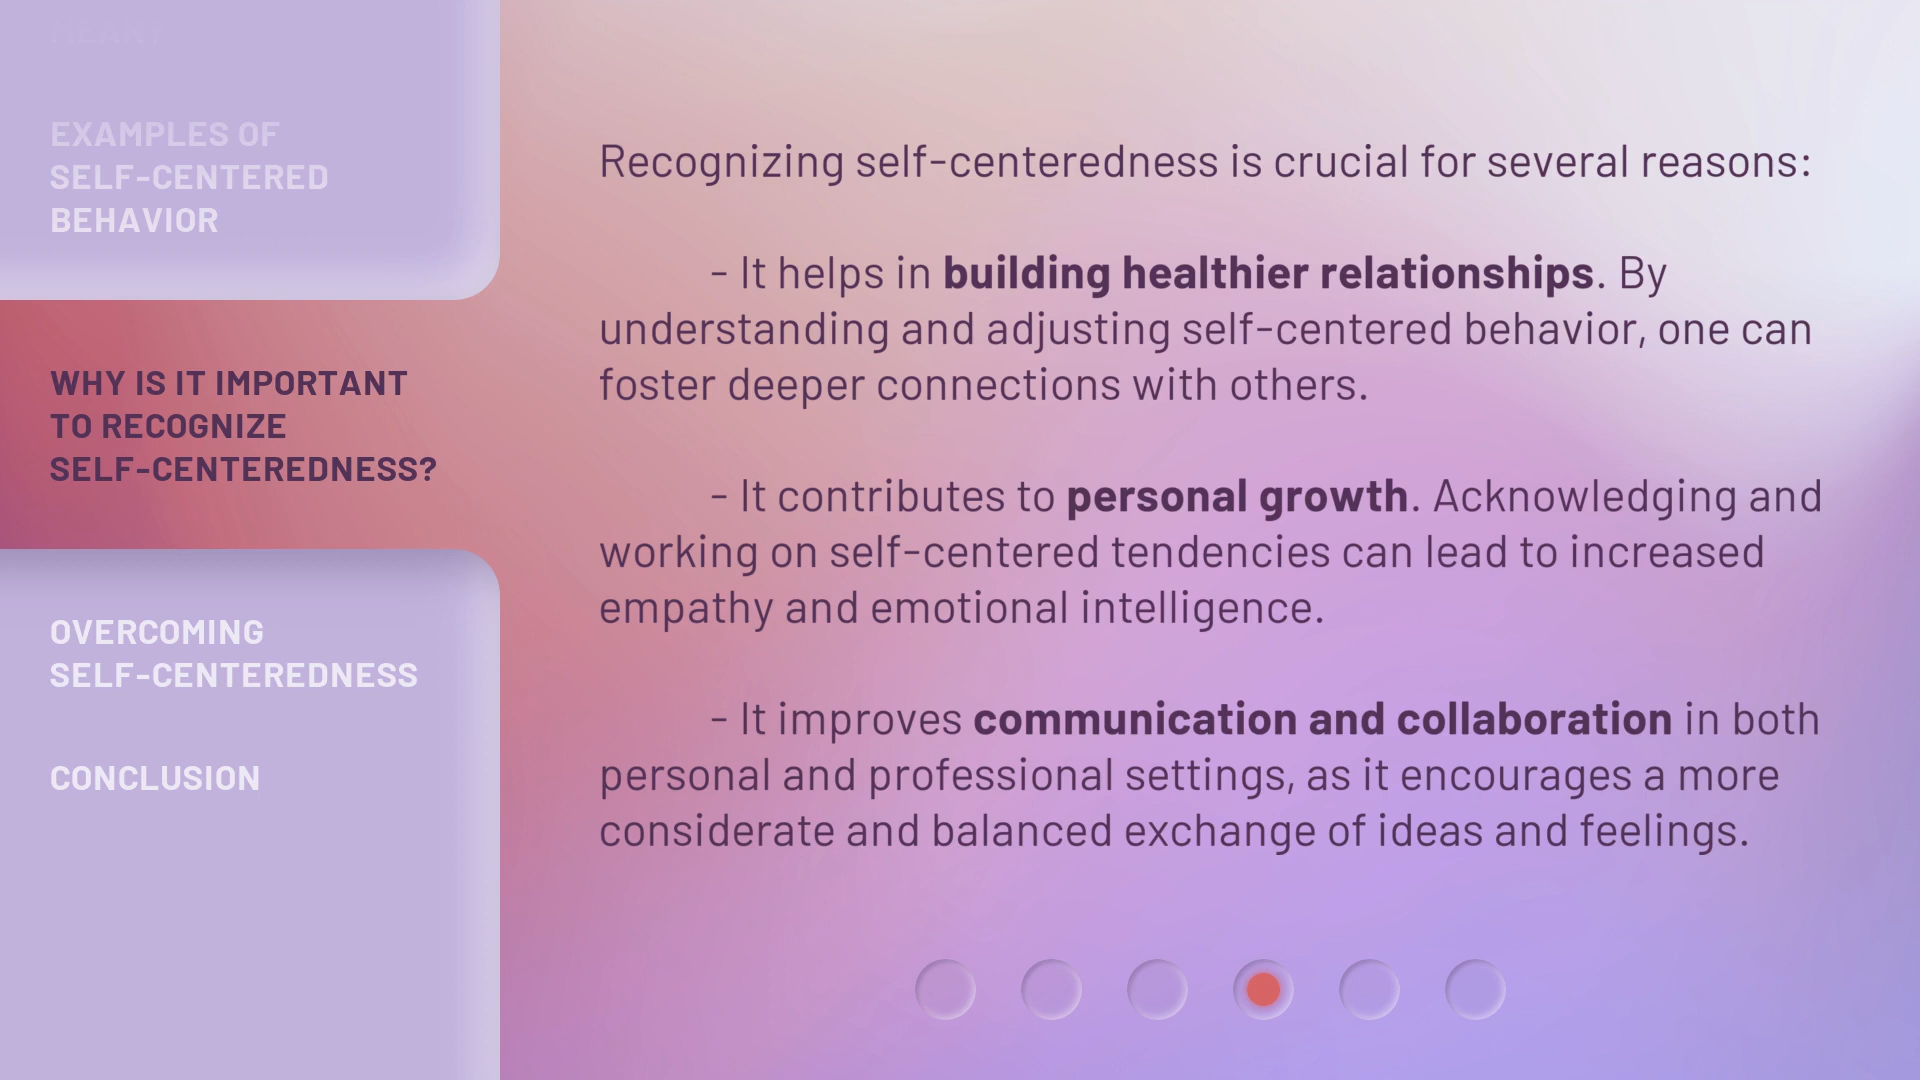 EXAMPLES OF
SELF-CENTERED
BEHAVIOR
WHY IS IT IMPORTANT
TO RECOGNIZE
SELF-CENTEREDNESS?
OVERCOMING
SELF-CENTEREDNESS
CONCLUSION
Recognizing self-centeredness is crucial for several reasons:
- It helps in building healthier relationships. By
understanding and adjusting self-centered behavior, one can
foster deeper connections with others.
- It contributes to personal growth. Acknowledging and
working on self-centered tendencies can lead to increased
empathy and emotional intelligence.
- It improves communication and collaboration in both
personal and professional settings, as it encourages a more
considerate and balanced exchange of ideas and feelings.